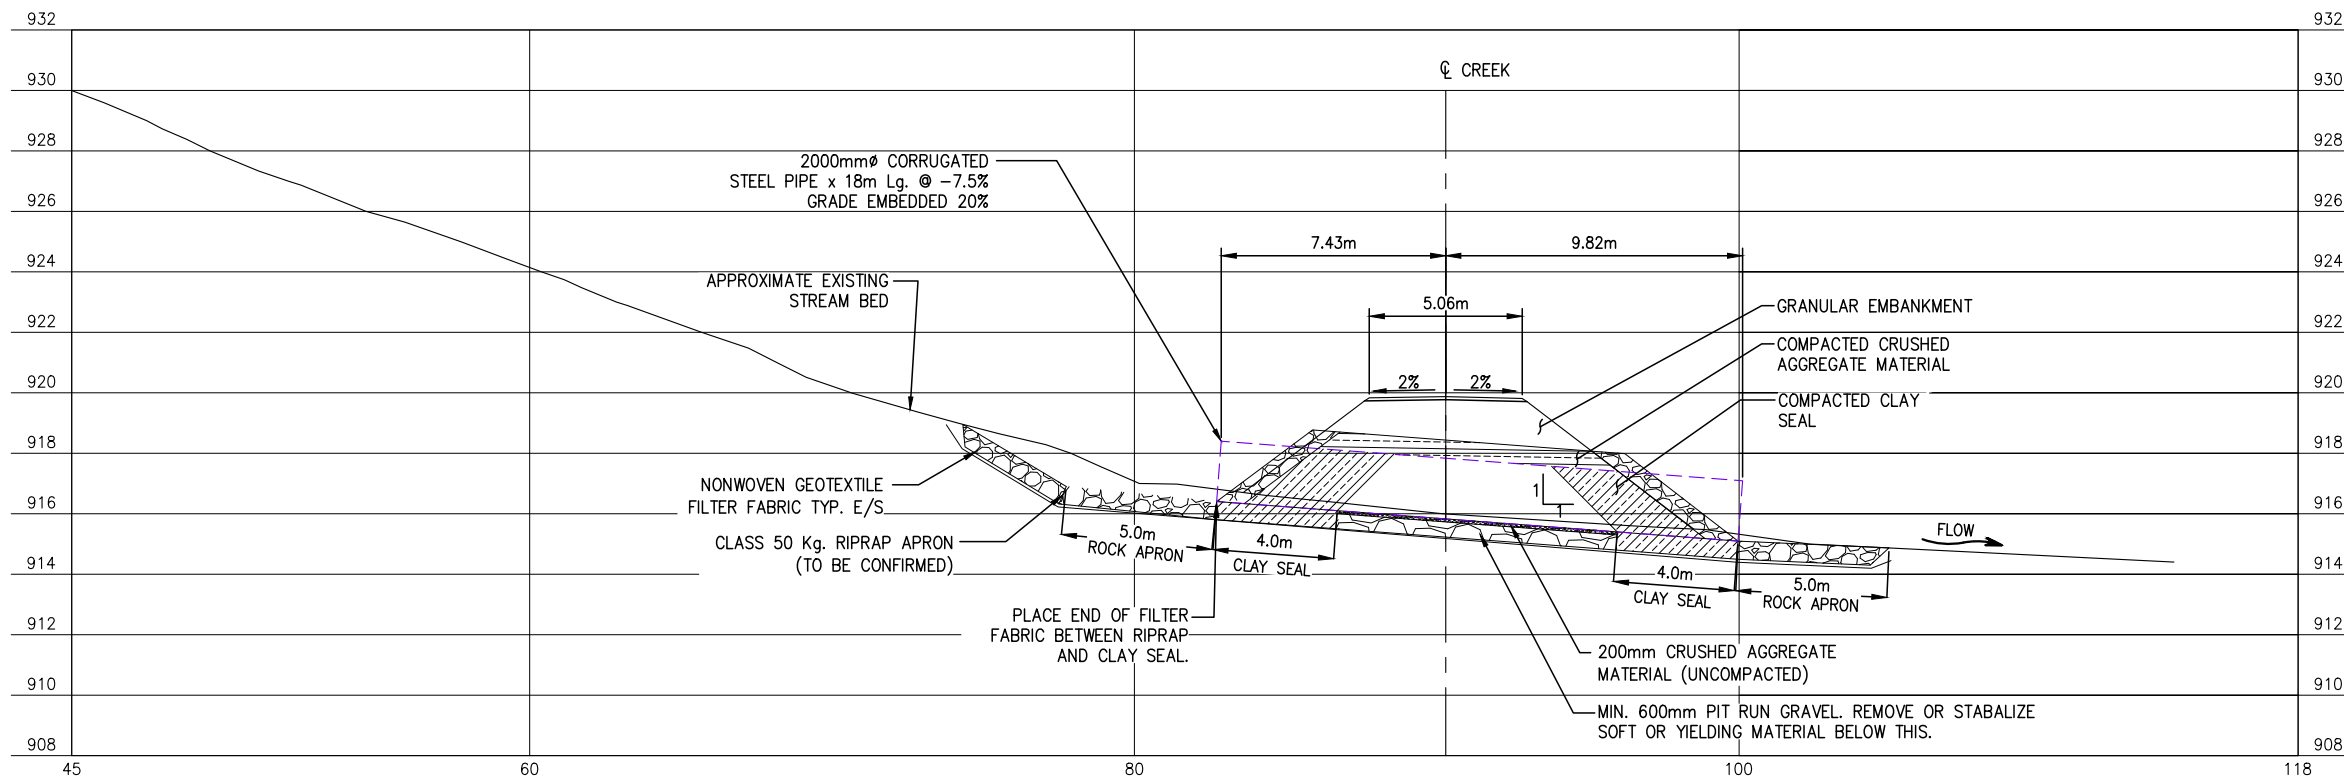 932
932
930
930
928
928
926
926
924
924
922
922
920
920
918
918
916
916
914
914
912
912
910
910
908
908
45
60
80
100
118
℄ CREEK
2000mmø CORRUGATED
STEEL PIPE x 18m Lg. @ -7.5%
GRADE EMBEDDED 20%
7.43m
9.82m
5.06m
2%
2%
APPROXIMATE EXISTING
STREAM BED
GRANULAR EMBANKMENT
COMPACTED CRUSHED
AGGREGATE MATERIAL
COMPACTED CLAY
SEAL
NONWOVEN GEOTEXTILE
FILTER FABRIC TYP. E/S
CLASS 50 Kg. RIPRAP APRON
(TO BE CONFIRMED)
5.0m
ROCK APRON
4.0m
CLAY SEAL
1
1
FLOW
4.0m
CLAY SEAL
5.0m
ROCK APRON
PLACE END OF FILTER
FABRIC BETWEEN RIPRAP
AND CLAY SEAL.
200mm CRUSHED AGGREGATE
MATERIAL (UNCOMPACTED)
MIN. 600mm PIT RUN GRAVEL. REMOVE OR STABALIZE
SOFT OR YIELDING MATERIAL BELOW THIS.